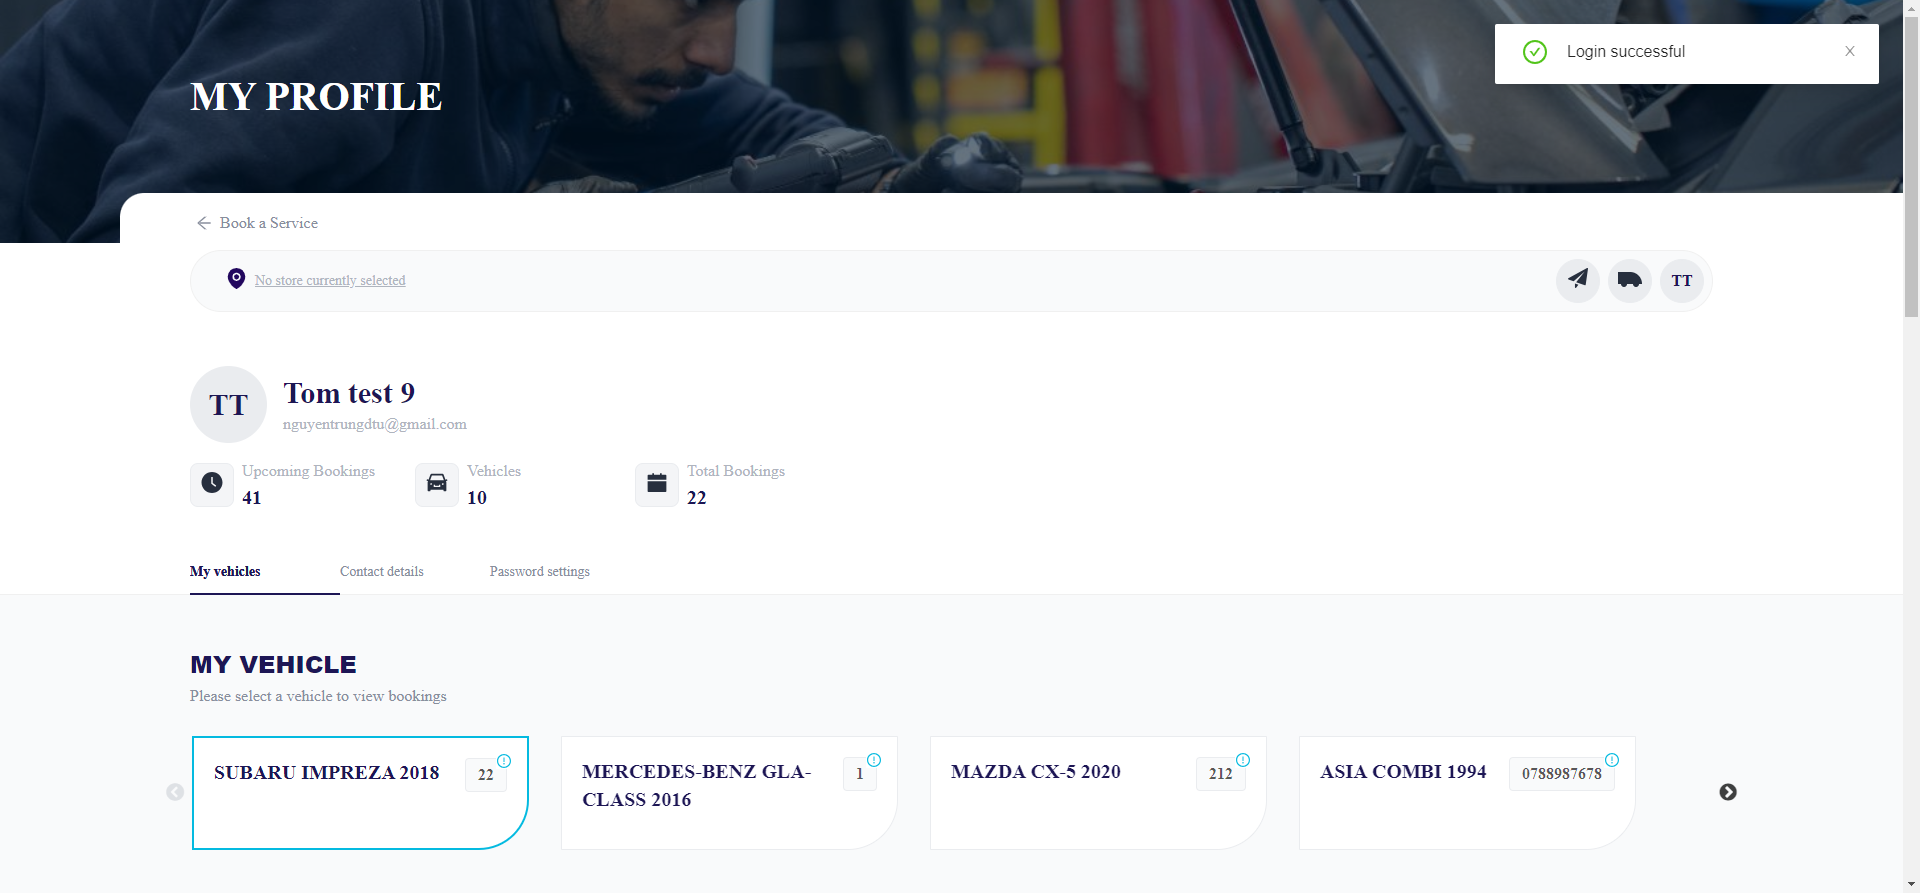 MY PROFILE
Login successful
X
Book a Service
No store currently selected
TT
TT
Tom test 9
nguyentrungdtu@gmail.com
Upcoming Bookings
41
Vehicles
10
Total Bookings
22
My vehicles
Contact details
Password settings
MY VEHICLE
Please select a vehicle to view bookings
SUBARU IMPREZA 2018
22
MERCEDES-BENZ GLA-
CLASS 2016
1
MAZDA CX-5 2020
212
ASIA COMBI 1994
0788987678